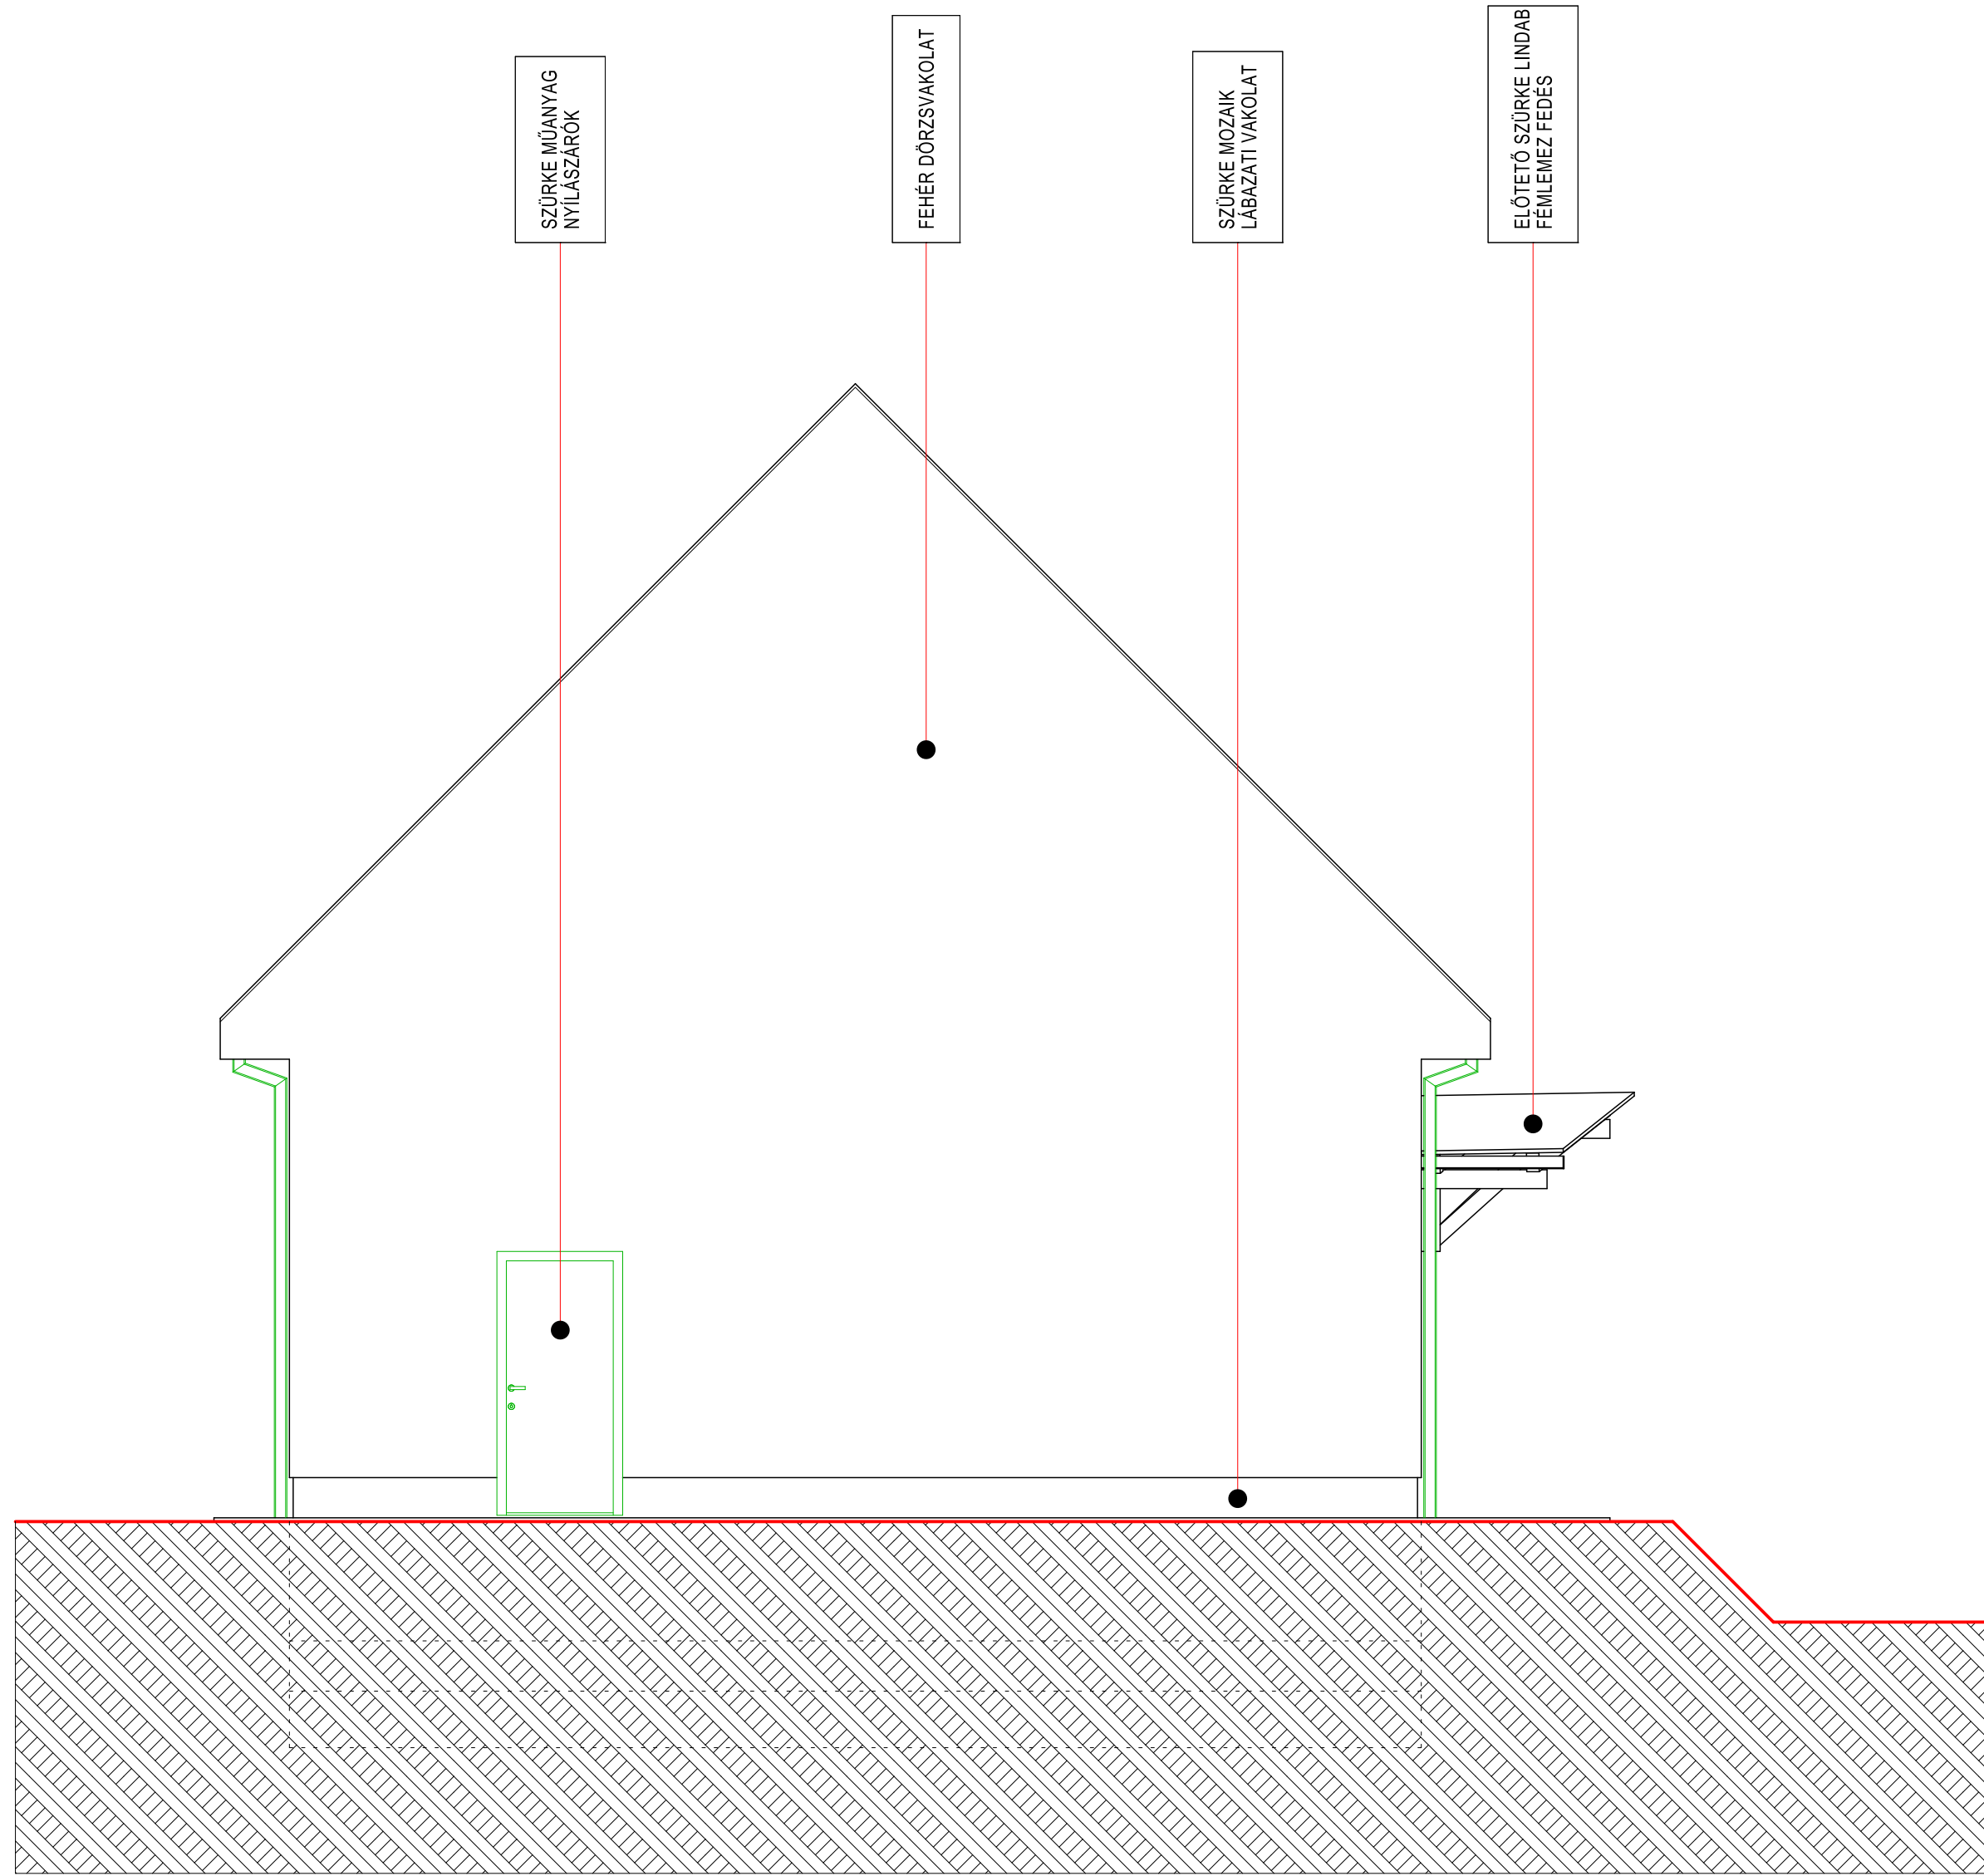 SZÜRKE MŰANYAG
NYÍLÁSZÁRÓK
FEHÉR DÖRZSVAKOLAT
SZÜRKE MOZAIK
LÁBAZATI VAKOLAT
ELŐTETŐ SZÜRKE LINDAB
FÉMLEMEZ FEDÉS